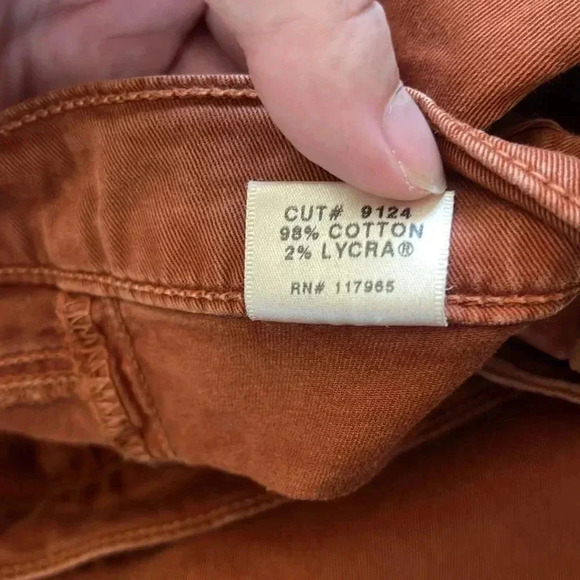 CUT# 9124
98% COTTON
2% LYCRA®
RN# 117965